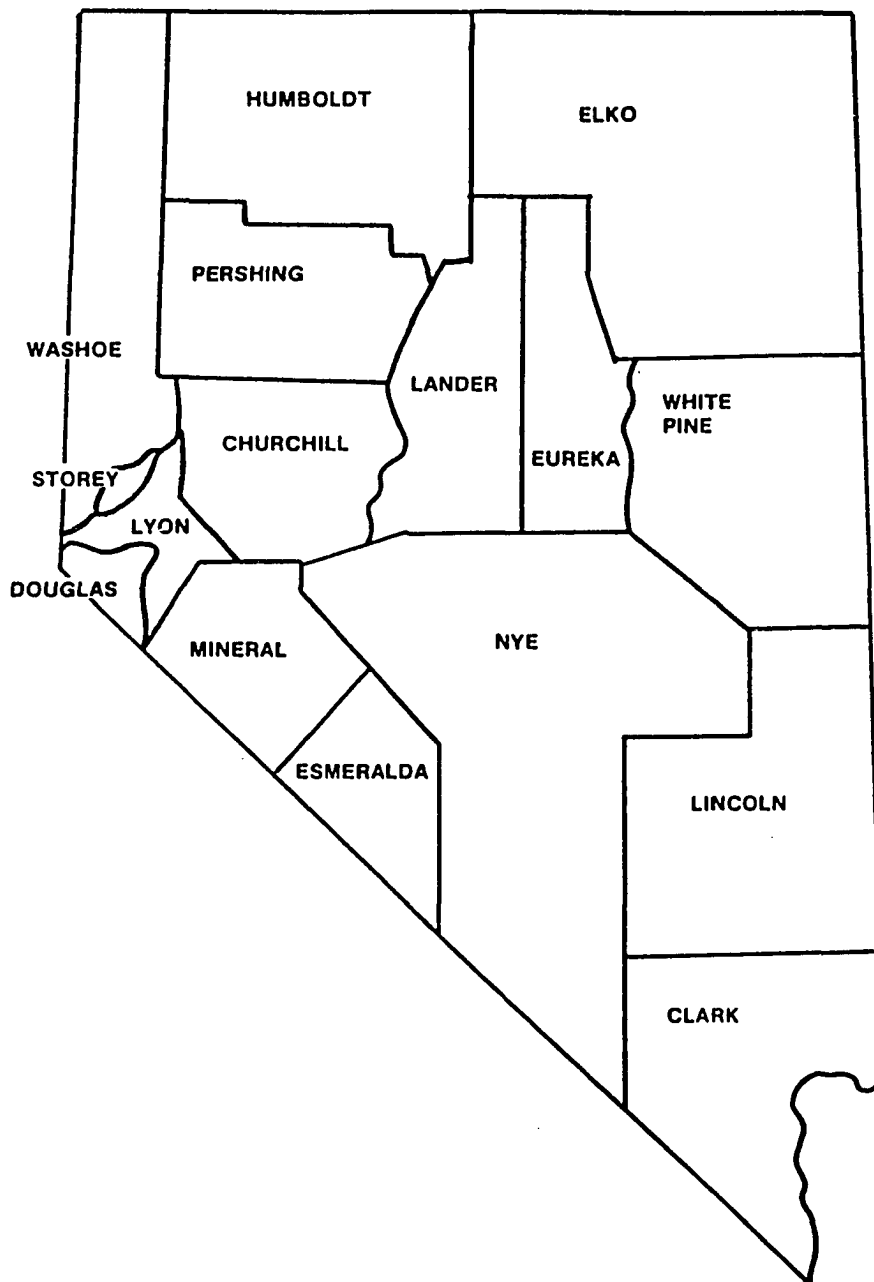 HUMBOLDT
ELKO
PERSHING
WASHOE
LANDER
WHITE
PINE
CHURCHILL
EUREKA
STOREY
LYON
DOUGLAS
MINERAL
NYE
ESMERALDA
LINCOLN
CLARK